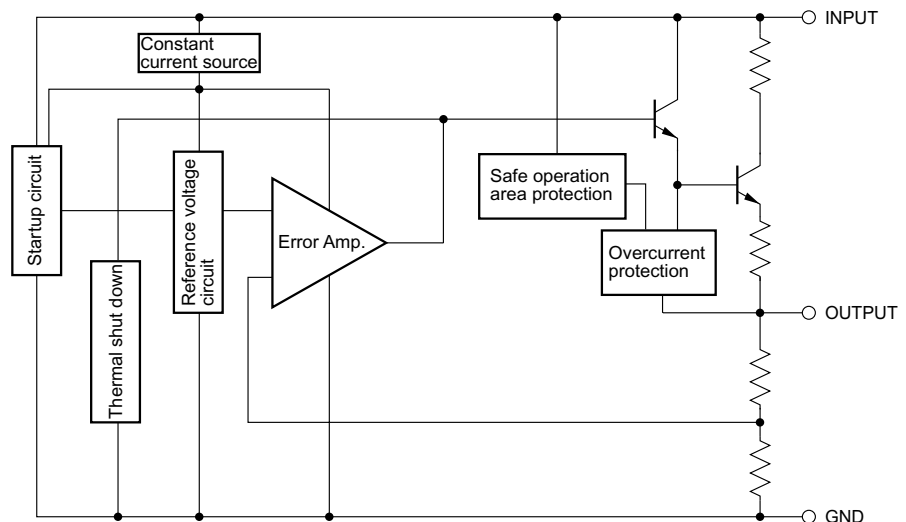 INPUT
Constant
current source
Startup circuit
Reference voltage
circuit
Safe operation
area protection
Error Amp.
Overcurrent
protection
Thermal shut down
OUTPUT
GND